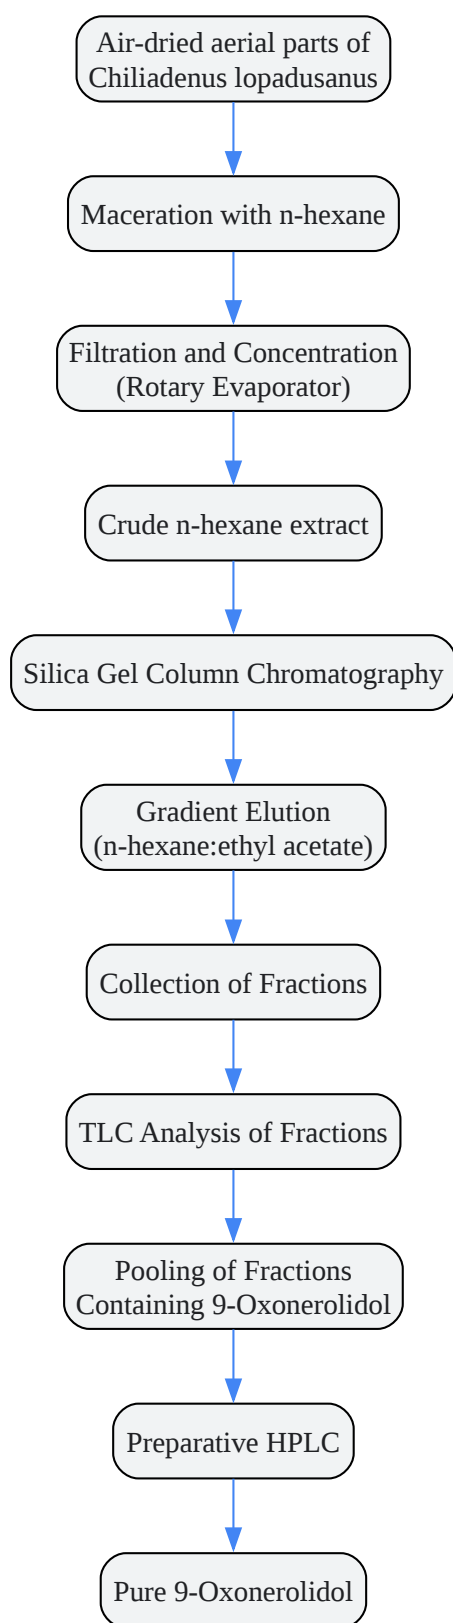 Air-dried aerial parts of
Chiliadenus lopadusanus
Maceration with n-hexane
Filtration and Concentration
(Rotary Evaporator)
Crude n-hexane extract
Silica Gel Column Chromatography
Gradient Elution
(n-hexane:ethyl acetate)
Collection of Fractions
TLC Analysis of Fractions
Pooling of Fractions
Containing 9-Oxonerolidol
Preparative HPLC
Pure 9-Oxonerolidol